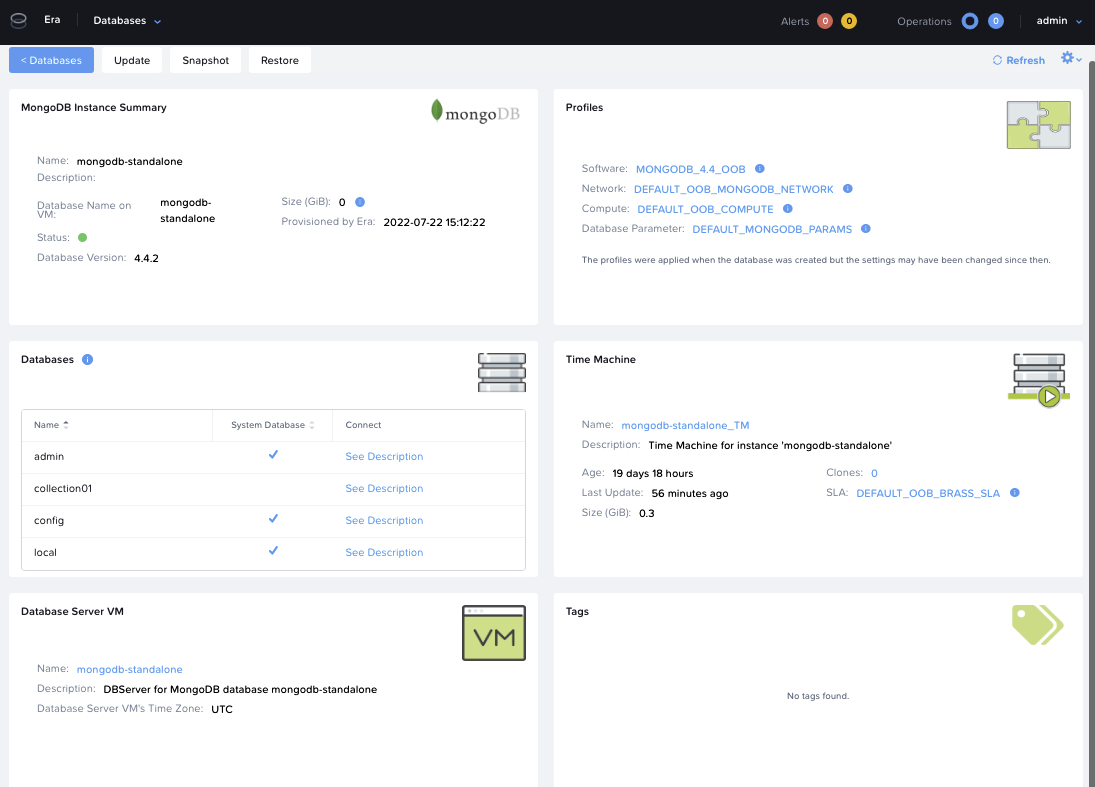 Era
Databases
Alerts 0 0
Operations 0
admin
< Databases
Update
Snapshot
Restore
Refresh
MongoDB Instance Summary
mongoDB
Name: mongodb-standalone
Description:
Database Name on
VM:
mongodb-
standalone
Status:
Database Version: 4.4.2
Size (GiB): 0
Provisioned by Era: 2022-07-22 15:12:22
Profiles
Software: MONGODB_4.4_OOB
Network: DEFAULT_OOB_MONGODB_NETWORK
Compute: DEFAULT_OOB_COMPUTE
Database Parameter: DEFAULT_MONGODB_PARAMS
The profiles were applied when the database was created but the settings may have been changed since then.
Databases
Name System Database Connect
admin See Description
collection01 See Description
config See Description
local See Description
Time Machine
Name: mongodb-standalone_TM
Description: Time Machine for instance 'mongodb-standalone'
Age: 19 days 18 hours
Last Update: 56 minutes ago
Size (GiB): 0.3
Clones: 0
SLA: DEFAULT_OOB_BRASS_SLA
Database Server VM
VM
Name: mongodb-standalone
Description: DBServer for MongoDB database mongodb-standalone
Database Server VM's Time Zone: UTC
Tags
No tags found.